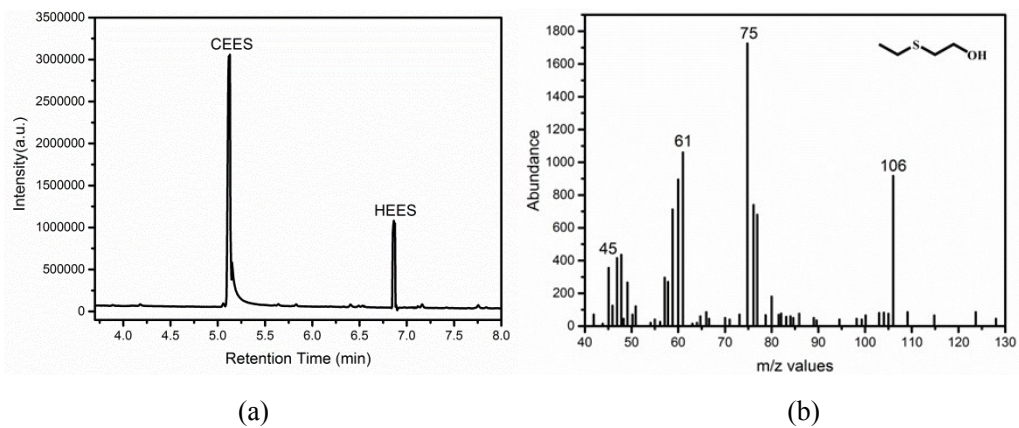 3500000
3000000
2500000
2000000
1500000
1000000
500000
0
Intensity(a.u.)
CEES
HEES
4.0 4.5 5.0 5.5 6.0 6.5 7.0 7.5 8.0
Retention Time (min)
(a)
1800
1600
1400
1200
1000
800
600
400
200
0
Abundance
75
61
106
45
S
OH
40 50 60 70 80 90 100 110 120 130
m/z values
(b)